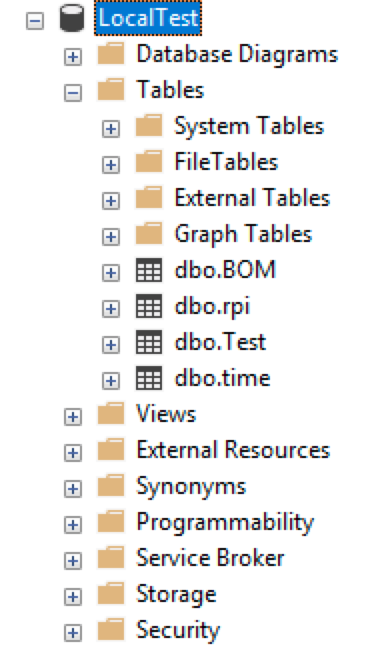 LocalTest
Database Diagrams
Tables
System Tables
FileTables
External Tables
Graph Tables
dbo.BOM
dbo.rpi
dbo.Test
dbo.time
Views
External Resources
Synonyms
Programmability
Service Broker
Storage
Security